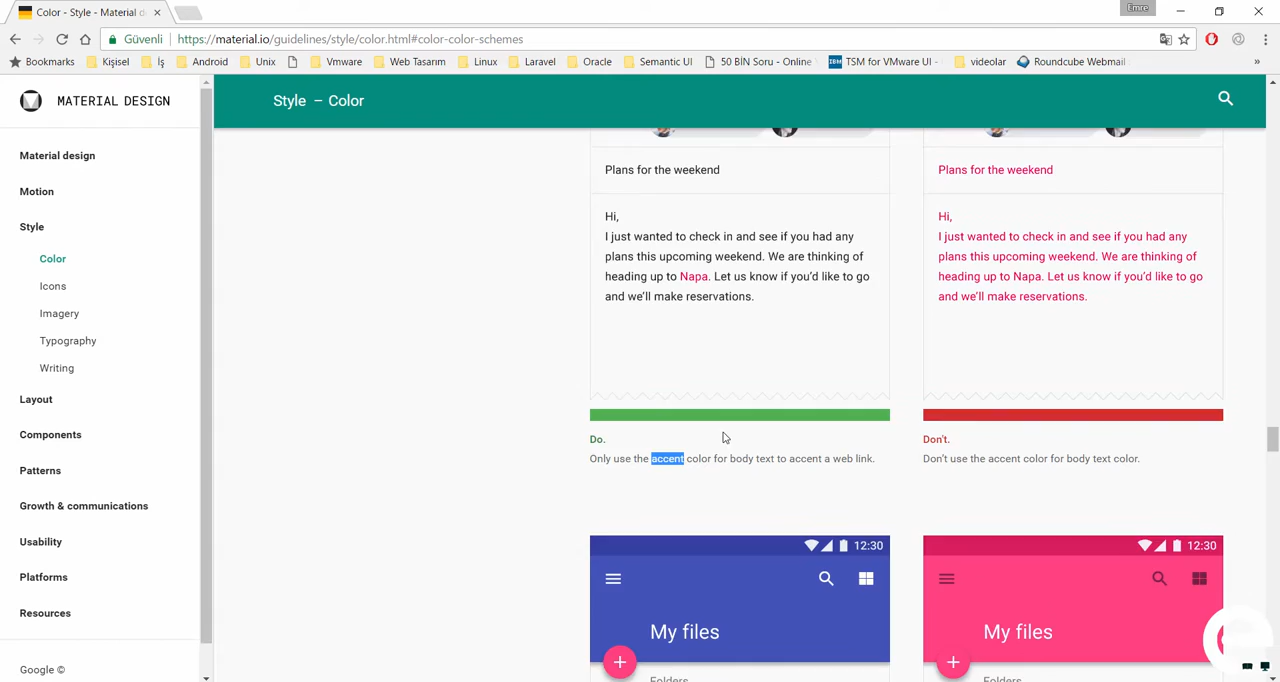 Color - Style - Material d
Emre
Güvenli
https://material.io/guidelines/style/color.html#color-color-schemes
Bookmarks Kişisel İş Android Unix Vmware Web Tasarım Linux Laravel Oracle Semantic UI 50 BİN Soru - Online IBM TSM for VMware UI - videolar Roundcube Webmail »
MATERIAL DESIGN
Style – Color
Material design
Motion
Style
Color
Icons
Imagery
Typography
Writing
Layout
Components
Patterns
Growth & communications
Usability
Platforms
Resources
Google ©
Plans for the weekend
Hi,
I just wanted to check in and see if you had any
plans this upcoming weekend. We are thinking of
heading up to Napa. Let us know if you'd like to go
and we'll make reservations.
Do.
Only use the accent color for body text to accent a web link.
Plans for the weekend
Hi,
I just wanted to check in and see if you had any
plans this upcoming weekend. We are thinking of
heading up to Napa. Let us know if you'd like to go
and we'll make reservations.
Don't.
Don't use the accent color for body text color.
12:30
My files
Folders
12:30
My files
Folders